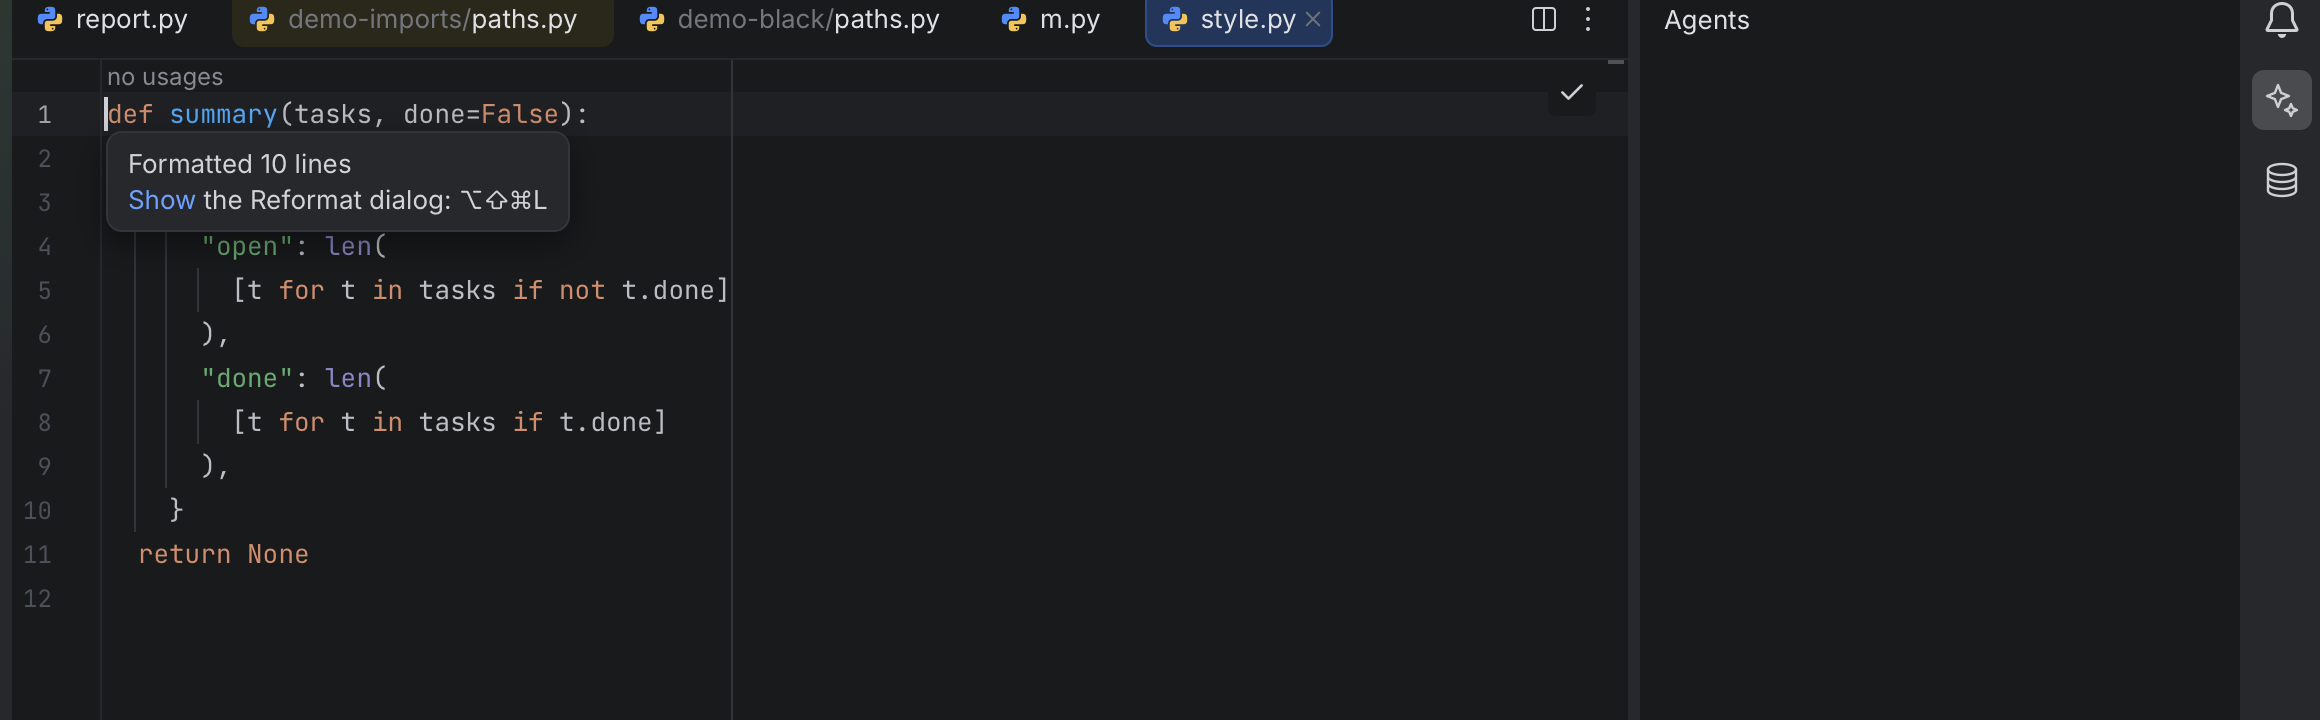 report.py demo-imports/paths.py demo-black/paths.py m.py style.py Agents
no usages
1 def summary(tasks, done=False):
Formatted 10 lines
2
Show the Reformat dialog: ⌥⇧⌘L
3
4 "open": len(
5 [t for t in tasks if not t.done]
6 ),
7 "done": len(
8 [t for t in tasks if t.done]
9 ),
10 }
11 return None
12